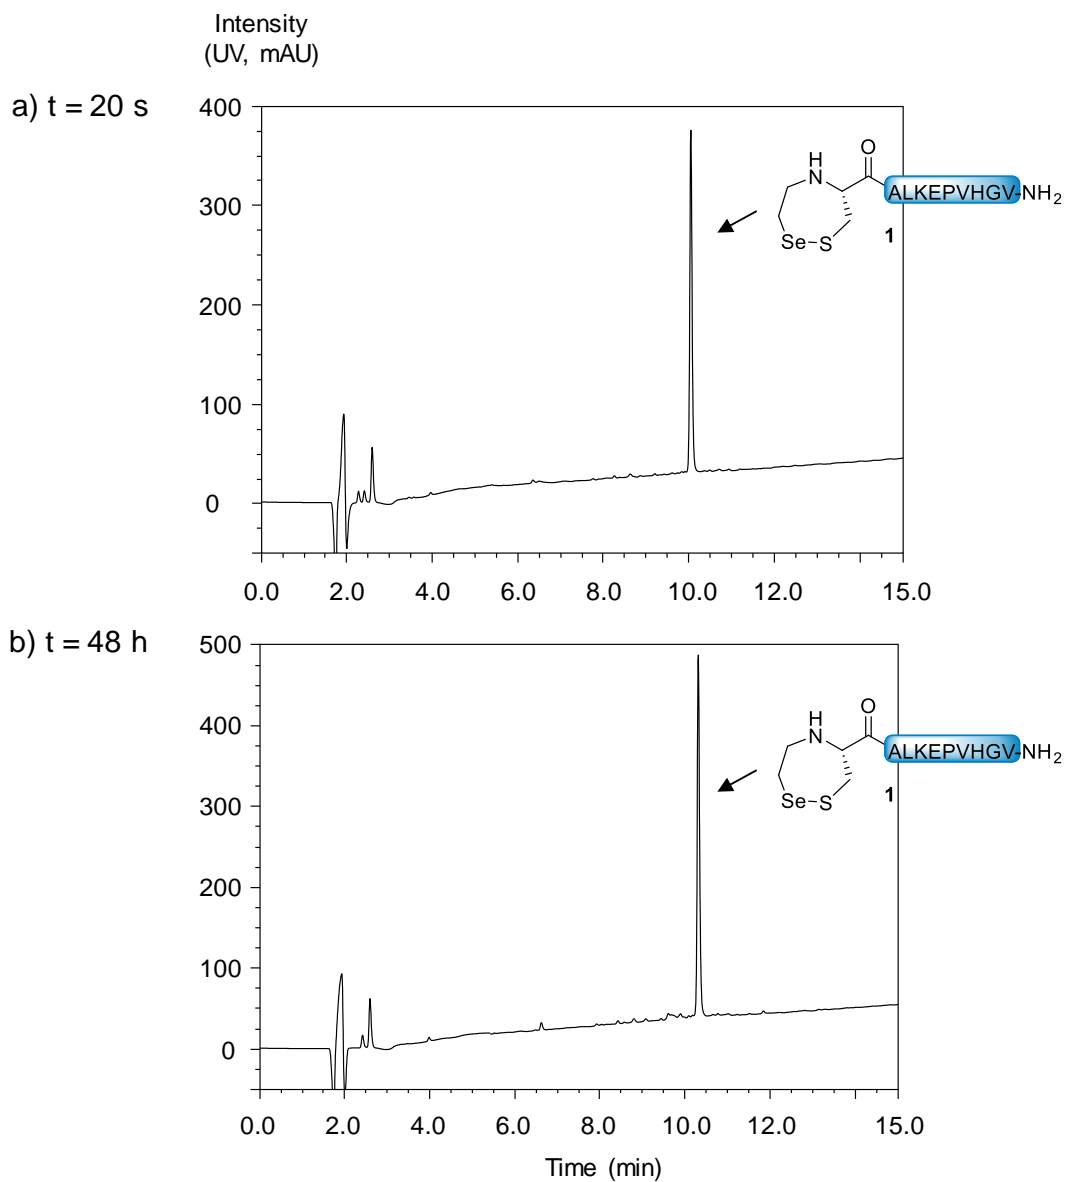 Intensity
(UV, mAU)
a) t = 20 s
400
300
200
100
0
0.0 2.0 4.0 6.0 8.0 10.0 12.0 15.0
H
N
O
Se
S
ALKEPVHGV-NH2
1
b) t = 48 h
500
400
300
200
100
0
0.0 2.0 4.0 6.0 8.0 10.0 12.0 15.0
H
N
O
Se
S
ALKEPVHGV-NH2
1
Time (min)